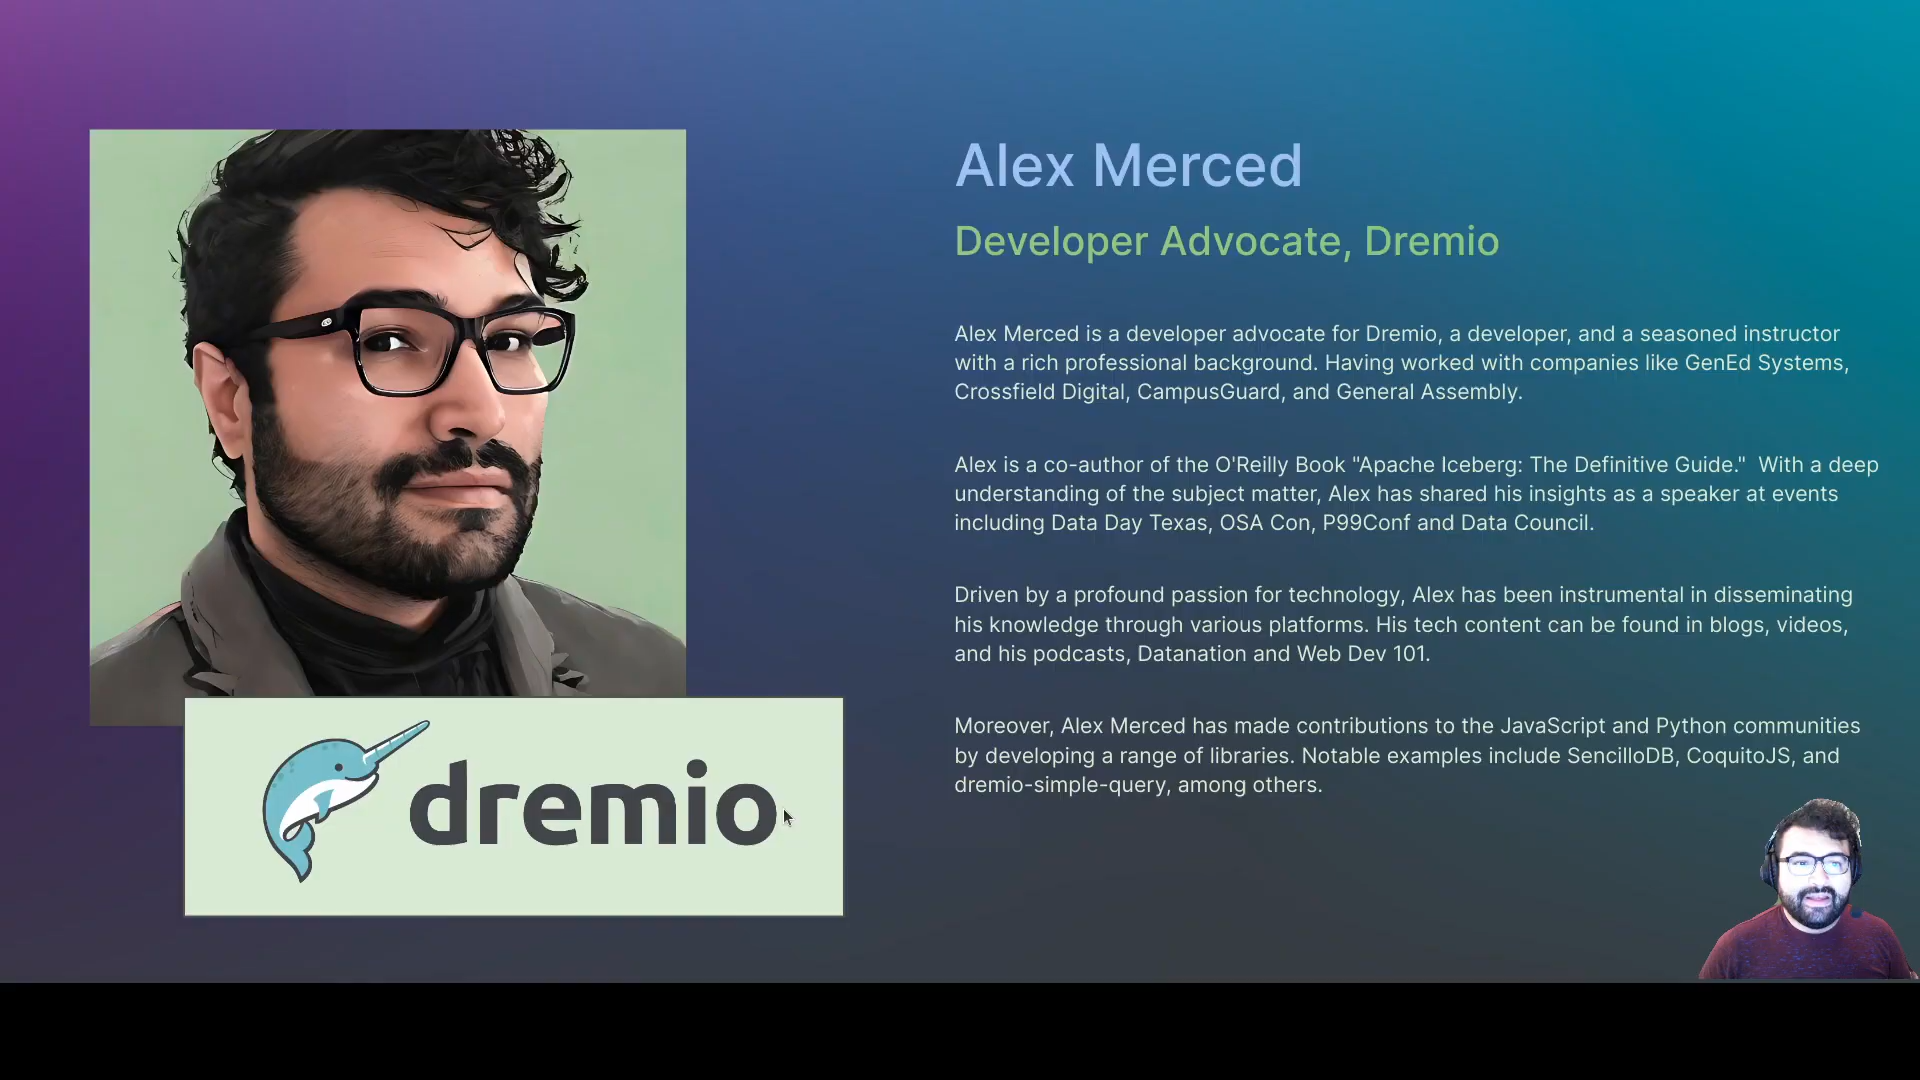 Alex Merced
Developer Advocate, Dremio
Alex Merced is a developer advocate for Dremio, a developer, and a seasoned instructor
with a rich professional background. Having worked with companies like GenEd Systems,
Crossfield Digital, CampusGuard, and General Assembly.
Alex is a co-author of the O'Reilly Book "Apache Iceberg: The Definitive Guide."  With a deep
understanding of the subject matter, Alex has shared his insights as a speaker at events
including Data Day Texas, OSA Con, P99Conf and Data Council.
Driven by a profound passion for technology, Alex has been instrumental in disseminating
his knowledge through various platforms. His tech content can be found in blogs, videos,
and his podcasts, Datanation and Web Dev 101.
Moreover, Alex Merced has made contributions to the JavaScript and Python communities
by developing a range of libraries. Notable examples include SencilloDB, CoquitoJS, and
dremio-simple-query, among others.
dremio